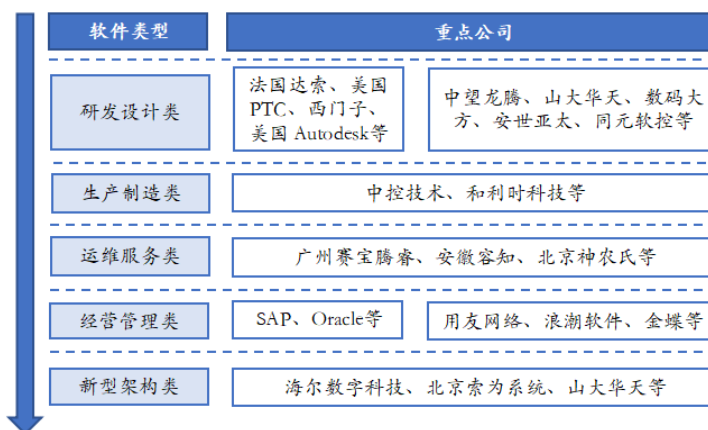 软件类型
重点公司
研发设计类
法国达索、美国
PTC、西门子、
美国 Autodesk等
中望龙腾、山大华天、数码大
方、安世亚太、同元软控等
生产制造类
中控技术、和利时科技等
运维服务类
广州赛宝腾睿、安徽容知、北京神农氏等
经营管理类
SAP、Oracle等
用友网络、浪潮软件、金蝶等
新型架构类
海尔数字科技、北京索为系统、山大华天等